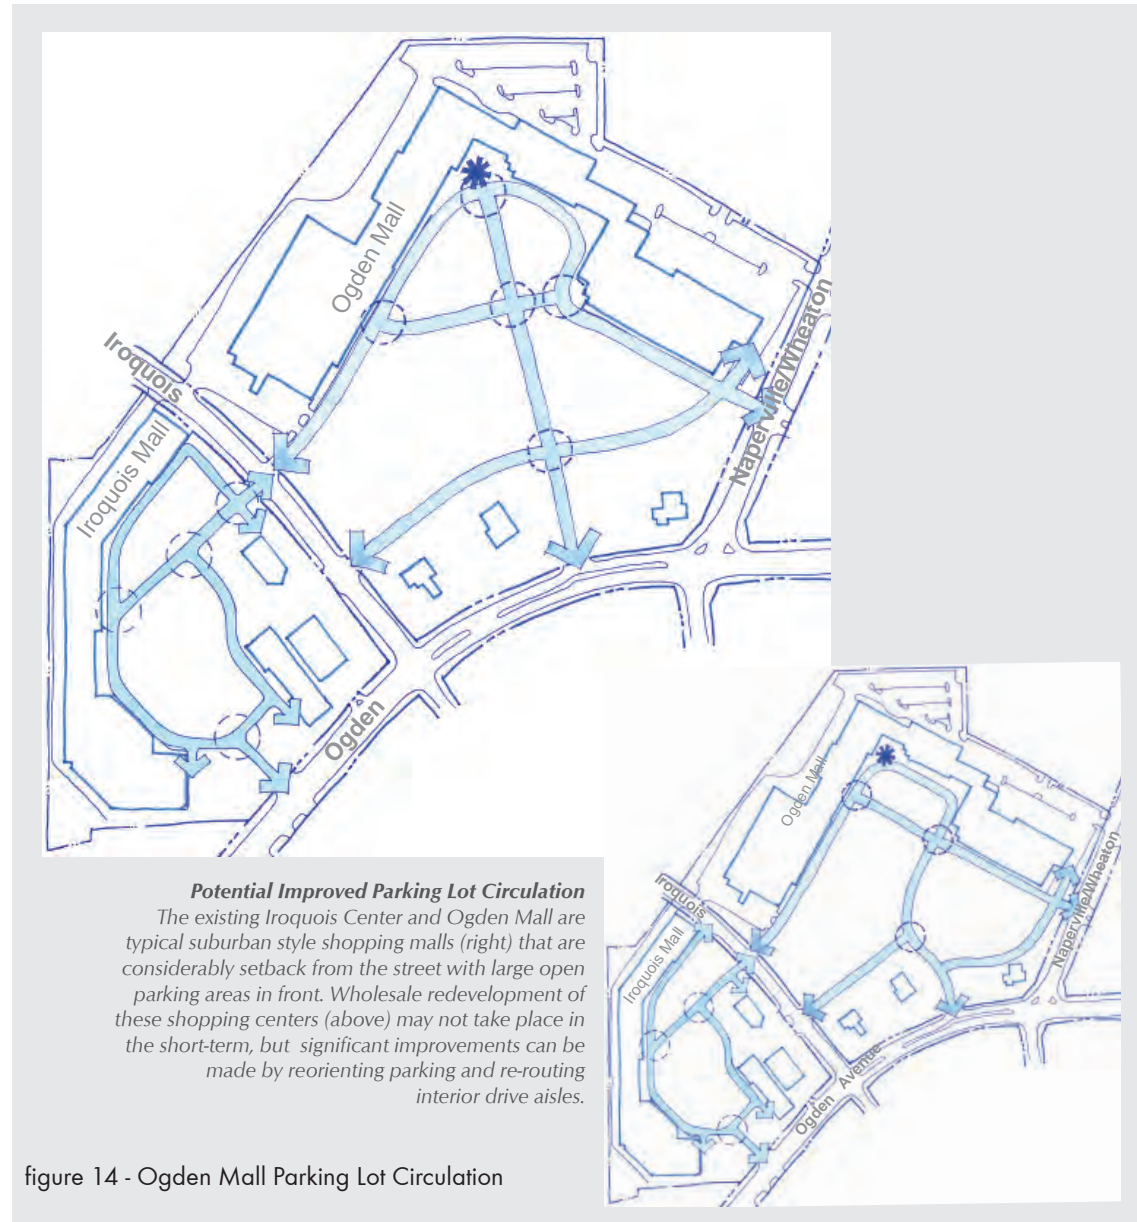 Ogden Mall
Iroquois
Iroquois Mall
Naperville/Wheaton
Ogden
Potential Improved Parking Lot Circulation
The existing Iroquois Center and Ogden Mall are
typical suburban style shopping malls (right) that are
considerably setback from the street with large open
parking areas in front. Wholesale redevelopment of
these shopping centers (above) may not take place in
the short-term, but significant improvements can be
made by reorienting parking and re-routing
interior drive aisles.
Ogden Mall
Iroquois
Iroquois Mall
Naperville/Wheaton
Ogden Avenue
figure 14 - Ogden Mall Parking Lot Circulation